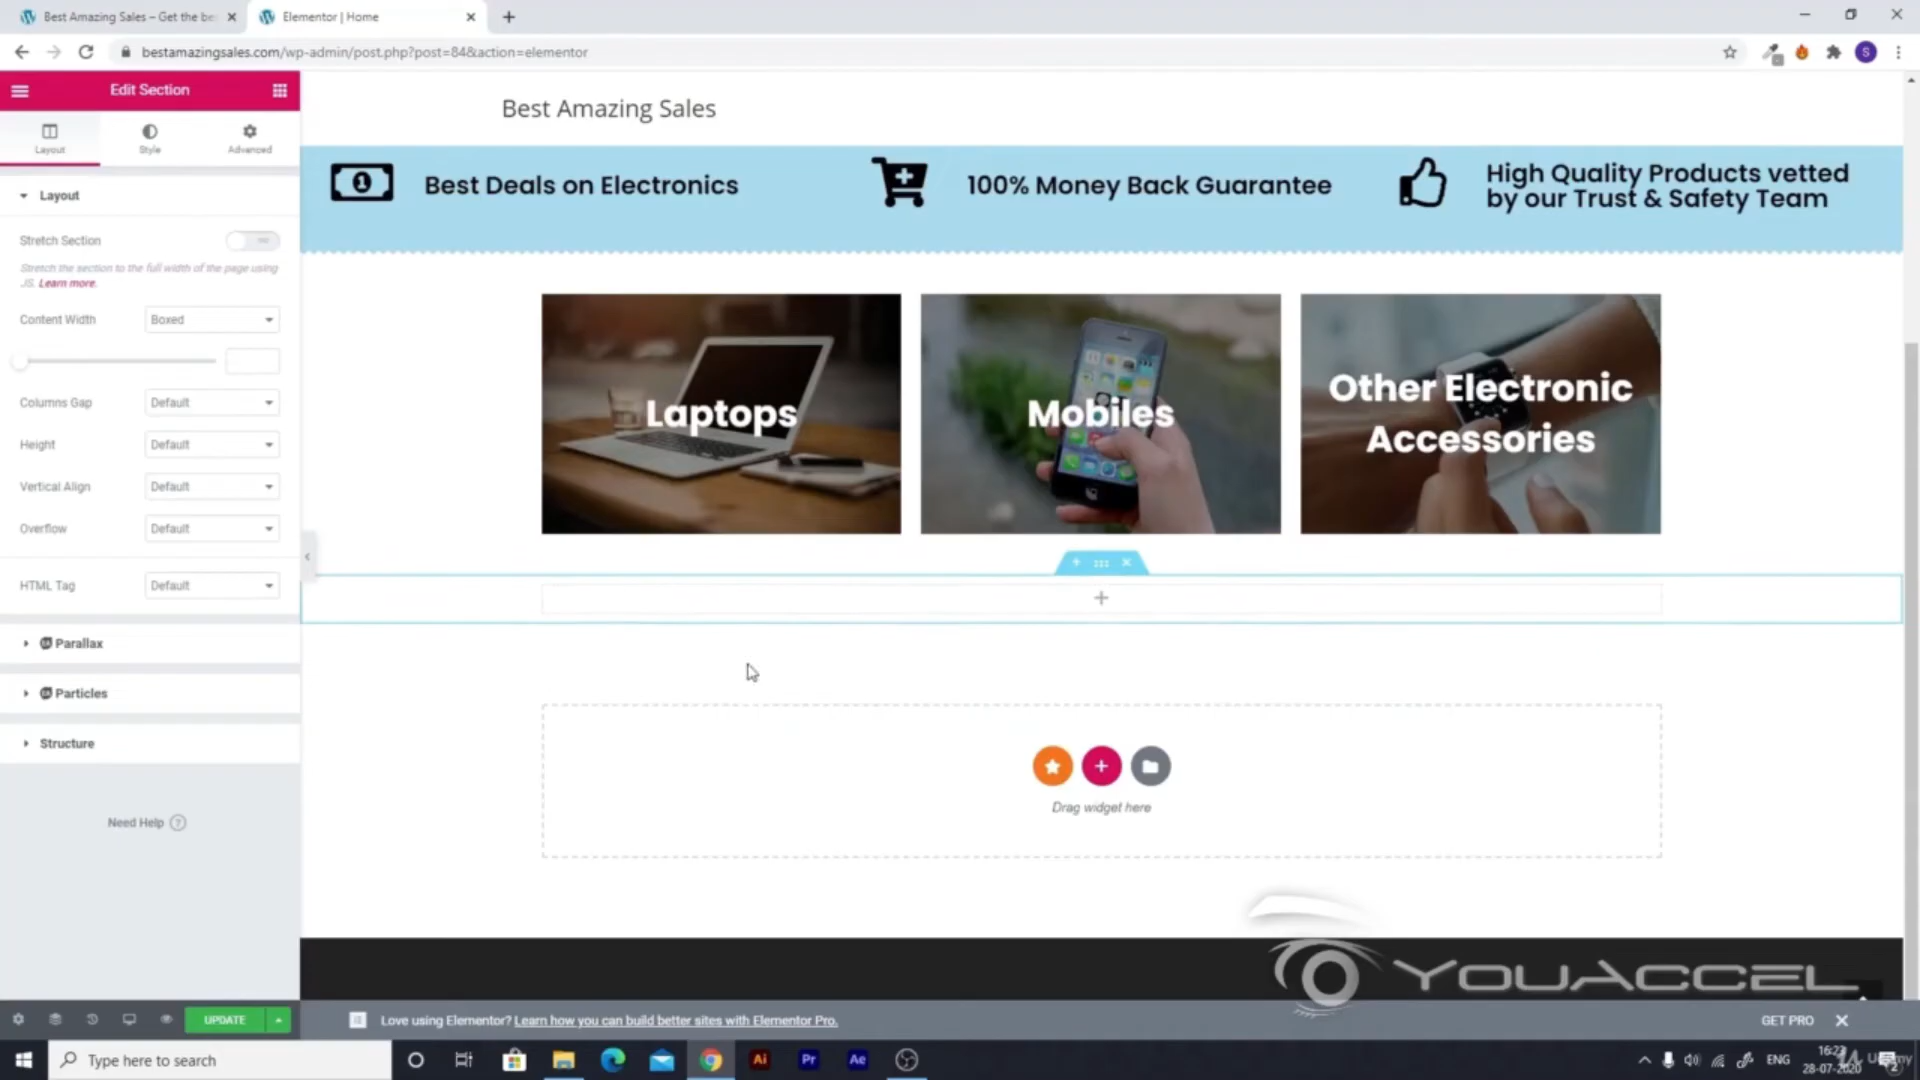 Best Amazing Sales – Get the be
Elementor | Home
bestamazingsales.com/wp-admin/post.php?post=84&action=elementor
S
Edit Section
Layout
Style
Advanced
Layout
Stretch Section
NO
Stretch the section to the full width of the page using
JS. Learn more.
Content Width
Boxed
Columns Gap
Default
Height
Default
Vertical Align
Default
Overflow
Default
HTML Tag
Default
Parallax
Particles
Structure
Need Help
UPDATE
Best Amazing Sales
Best Deals on Electronics
100% Money Back Guarantee
High Quality Products vetted
by our Trust & Safety Team
Laptops
Mobiles
Other Electronic
Accessories
Drag widget here
YOUACCEL
Love using Elementor? Learn how you can build better sites with Elementor Pro.
GET PRO
Type here to search
Ai
Pr
Ae
ENG
28-07-2020